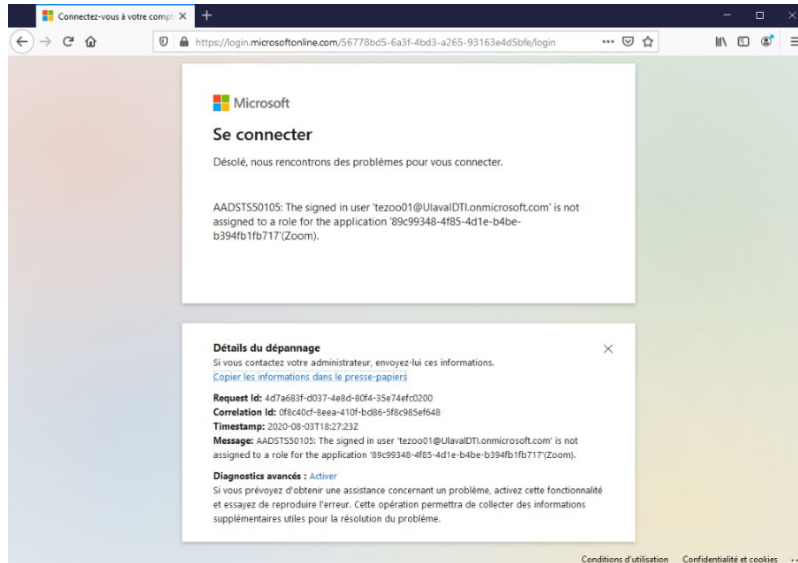 Connectez-vous à votre compt
https://login.microsoftonline.com/56778bd5-6a3f-4bd3-a265-93163e4d5bfe/login
Microsoft
Se connecter
Désolé, nous rencontrons des problèmes pour vous connecter.
AADSTS50105: The signed in user 'tezoo01@UlavalDTI.onmicrosoft.com' is not
assigned to a role for the application '89c99348-4f85-4d1e-b4be-
b394fb1fb717'(Zoom).
Détails du dépannage
Si vous contactez votre administrateur, envoyez-lui ces informations.
Copier les informations dans le presse-papiers
Request Id: 4d7a683f-d037-4e8d-80f4-35e74efc0200
Correlation Id: 0f8c40cf-8eea-410f-bd86-5f8c985ef648
Timestamp: 2020-08-03T18:27:23Z
Message: AADSTS50105: The signed in user 'tezoo01@UlavalDTI.onmicrosoft.com' is not
assigned to a role for the application '89c99348-4f85-4d1e-b4be-b394fb1fb717'(Zoom).
Diagnostics avancés : Activer
Si vous prévoyez d'obtenir une assistance concernant un problème, activez cette fonctionnalité
et essayez de reproduire l'erreur. Cette opération permettra de collecter des informations
supplémentaires utiles pour la résolution du problème.
Conditions d'utilisation Confidentialité et cookies ...